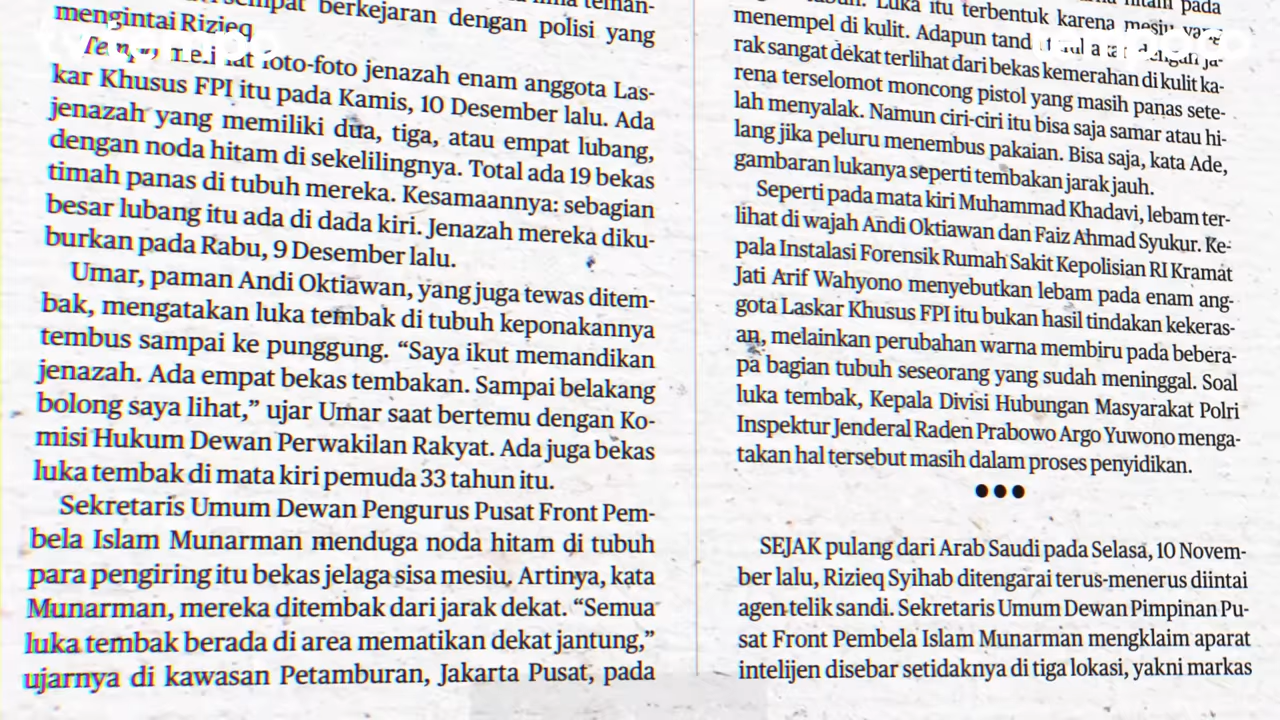 berkejaran dengan polisi yang
mengintai Rizieq
foto-foto jenazah enam anggota Las-
kar Khusus FPI itu pada Kamis, 10 Desember lalu. Ada
jenazah yang memiliki dua, tiga, atau empat lubang,
dengan noda hitam di sekelilingnya. Total ada 19 bekas
timah panas di tubuh mereka. Kesamaannya: sebagian
besar lubang itu ada di dada kiri. Jenazah mereka diku-
burkan pada Rabu, 9 Desember lalu.
Umar, paman Andi Oktiawan, yang juga tewas ditem-
bak, mengatakan luka tembak di tubuh keponakannya
tembus sampai ke punggung. “Saya ikut memandikan
jenazah. Ada empat bekas tembakan. Sampai belakang
bolong saya lihat,” ujar Umar saat bertemu dengan Ko-
misi Hukum Dewan Perwakilan Rakyat. Ada juga bekas
luka tembak di mata kiri pemuda 33 tahun itu.
Sekretaris Umum Dewan Pengurus Pusat Front Pem-
bela Islam Munarman menduga noda hitam di tubuh
para pengiring itu bekas jelaga sisa mesiu. Artinya, kata
Munarman, mereka ditembak dari jarak dekat. “Semua
luka tembak berada di area mematikan dekat jantung,”
ujarnya di kawasan Petamburan, Jakarta Pusat, pada
hitam pada
Luka itu terbentuk karena mesiu yang
menempel di kulit. Adapun
rak sangat dekat terlihat dari bekas kemerahan di kulit ka-
rena terselomot moncong pistol yang masih panas sete-
lah menyalak. Namun ciri-ciri itu bisa saja samar atau hi-
lang jika peluru menembus pakaian. Bisa saja, kata Ade,
gambaran lukanya seperti tembakan jarak jauh.
Seperti pada mata kiri Muhammad Khadavi, lebam ter-
lihat di wajah Andi Oktiawan dan Faiz Ahmad Syukur. Ke-
pala Instalasi Forensik Rumah Sakit Kepolisian RI Kramat
Jati Arif Wahyono menyebutkan lebam pada enam ang-
gota Laskar Khusus FPI itu bukan hasil tindakan kekeras-
an, melainkan perubahan warna membiru pada bebera-
pa bagian tubuh seseorang yang sudah meninggal. Soal
luka tembak, Kepala Divisi Hubungan Masyarakat Polri
Inspektur Jenderal Raden Prabowo Argo Yuwono menga-
takan hal tersebut masih dalam proses penyidikan.
●●●
SEJAK pulang dari Arab Saudi pada Selasa, 10 Novem-
ber lalu, Rizieq Syihab ditengarai terus-menerus diintai
agen telik sandi. Sekretaris Umum Dewan Pimpinan Pu-
sat Front Pembela Islam Munarman mengklaim aparat
intelijen disebar setidaknya di tiga lokasi, yakni markas